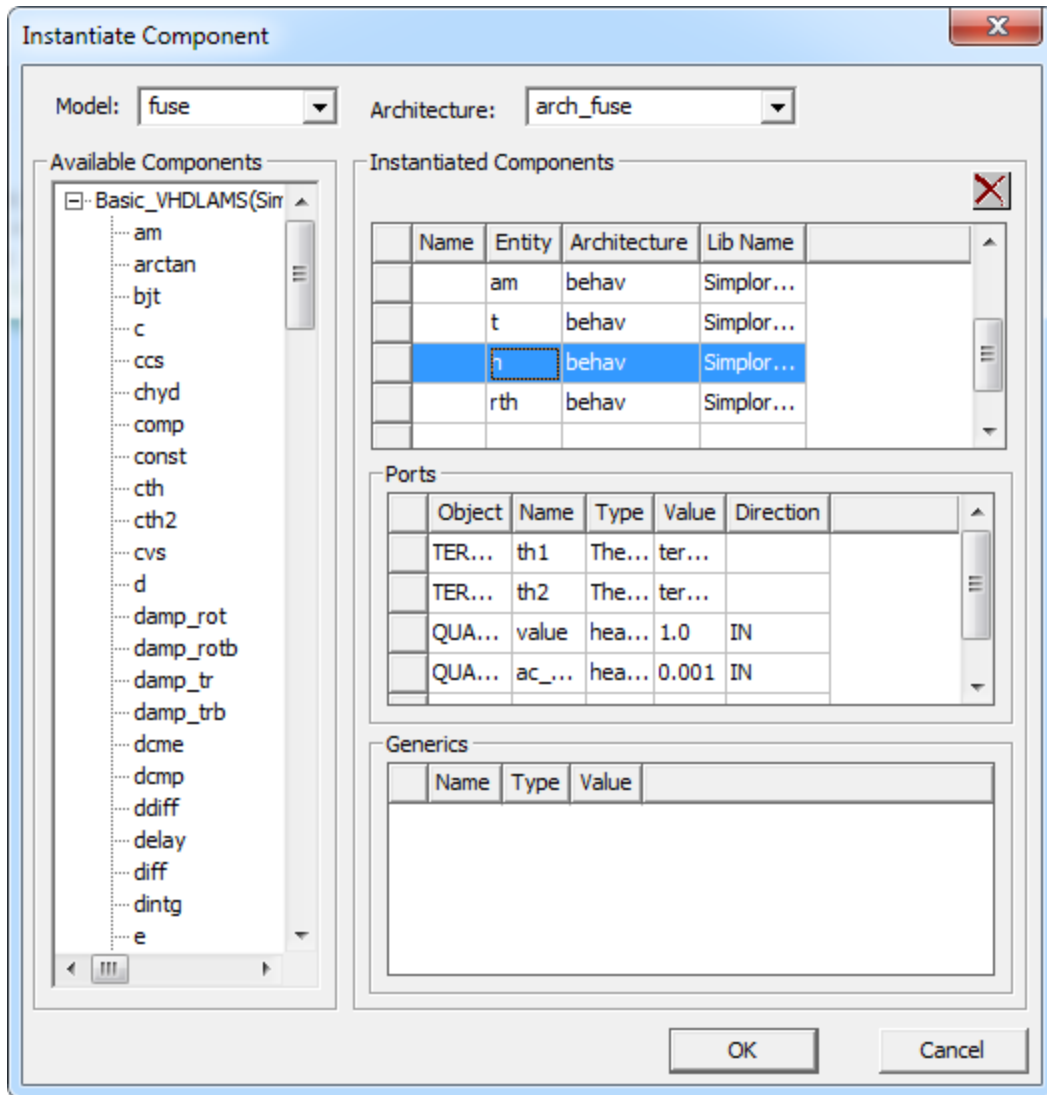 Instantiate Component
Model: fuse Architecture: arch_fuse
Available Components
Basic_VHDLAMS(Sim
am
arctan
bjt
c
ccs
chyd
comp
const
cth
cth2
cvs
d
damp_rot
damp_rotb
damp_tr
damp_trb
dcme
dcmp
ddiff
delay
diff
dintg
e
Instantiated Components
Name Entity Architecture Lib Name
am behav Simplor...
t behav Simplor...
h behav Simplor...
rth behav Simplor...
Ports
Object Name Type Value Direction
TER... th1 The... ter...
TER... th2 The... ter...
QUA... value hea... 1.0 IN
QUA... ac_... hea... 0.001 IN
Generics
Name Type Value
OK Cancel